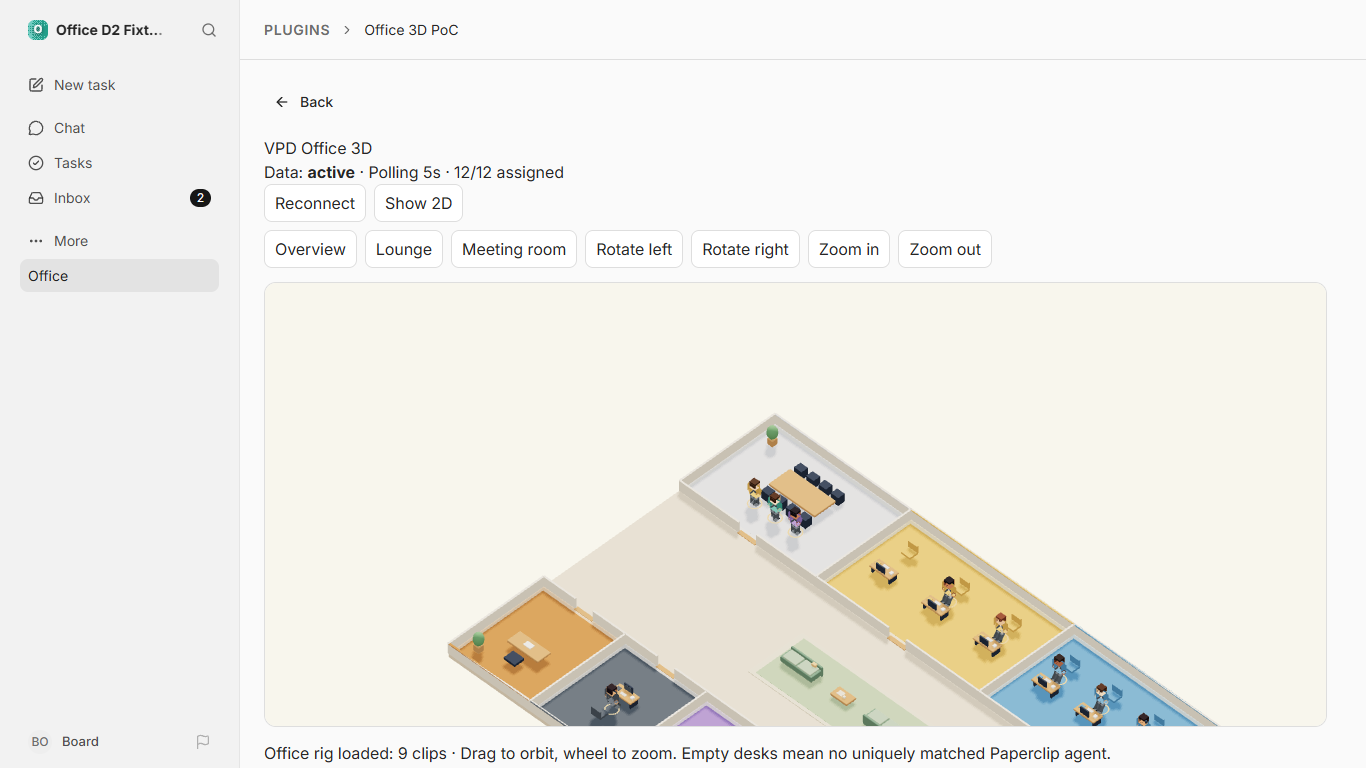 O Office D2 Fixt...
PLUGINS > Office 3D PoC
New task
Chat
Tasks
Inbox 2
More
Office
Back
VPD Office 3D
Data: active · Polling 5s · 12/12 assigned
Reconnect Show 2D
Overview Lounge Meeting room Rotate left Rotate right Zoom in Zoom out
BO Board
Office rig loaded: 9 clips · Drag to orbit, wheel to zoom. Empty desks mean no uniquely matched Paperclip agent.